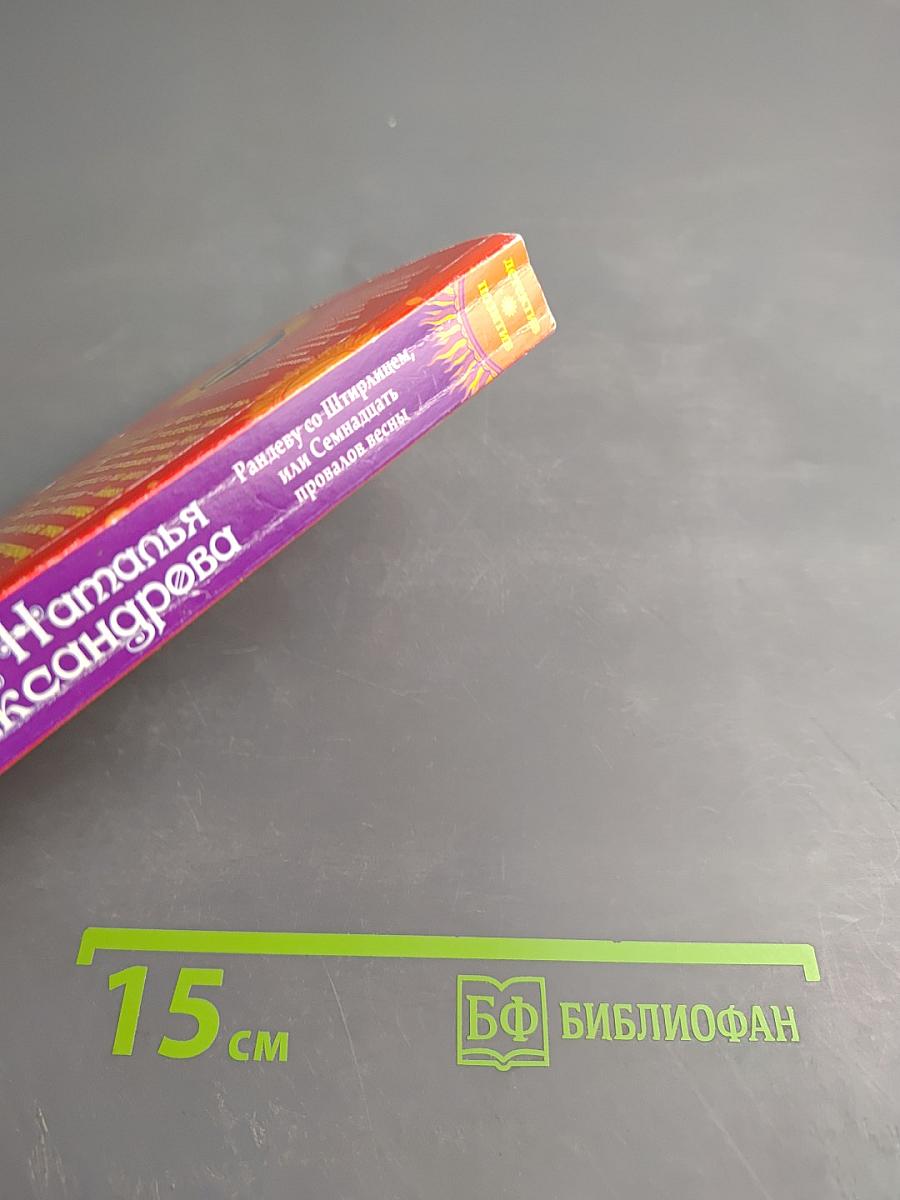 Наталья
ксандрова
Рандеву со Штирлицем,
или Семнадцать
провалов весны
15 см
БФ БИБЛИОФАН